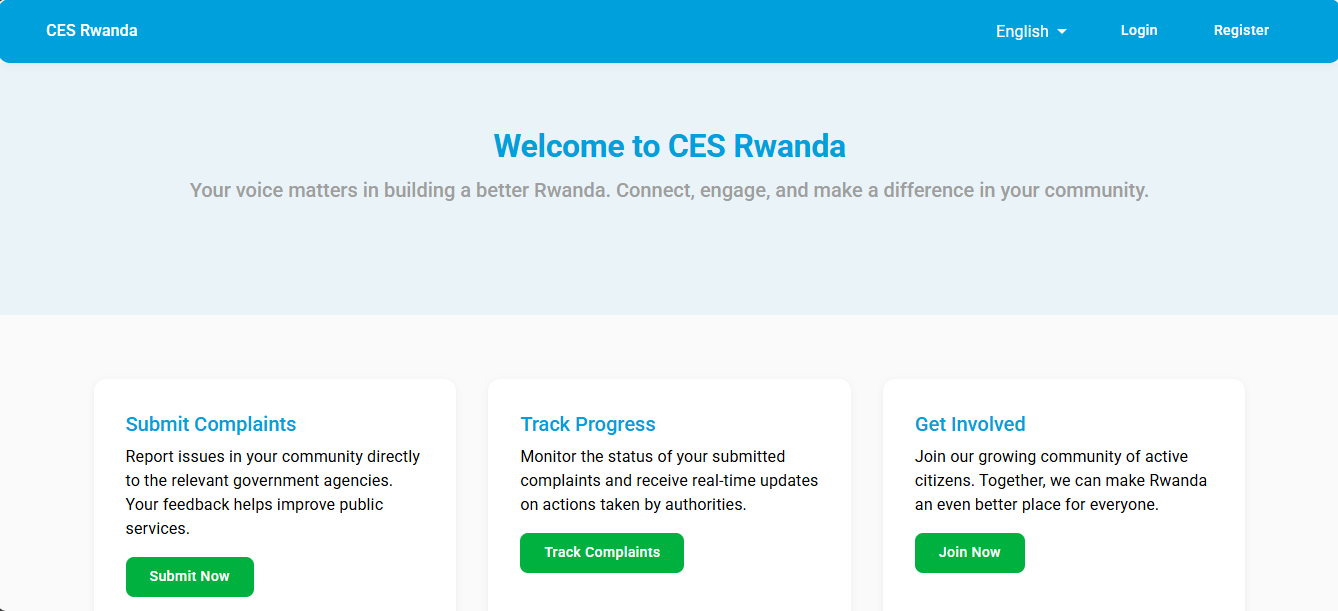 CES Rwanda
English
Login
Register
Welcome to CES Rwanda
Your voice matters in building a better Rwanda. Connect, engage, and make a difference in your community.
Submit Complaints
Report issues in your community directly
to the relevant government agencies.
Your feedback helps improve public
services.
Submit Now
Track Progress
Monitor the status of your submitted
complaints and receive real-time updates
on actions taken by authorities.
Track Complaints
Get Involved
Join our growing community of active
citizens. Together, we can make Rwanda
an even better place for everyone.
Join Now